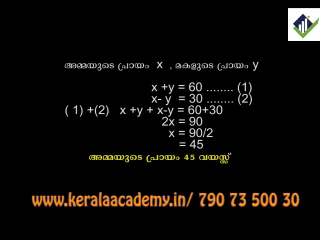 അമ്മയുടെ പ്രായം x , മകളുടെ പ്രായം y
x +y = 60 ........ (1)
x- y = 30 ........ (2)
( 1) +(2) x +y + x-y = 60+30
2x = 90
x = 90/2
= 45
അമ്മയുടെ പ്രായം 45 വയസ്സ്
www.keralaacademy.in/ 790 73 500 30